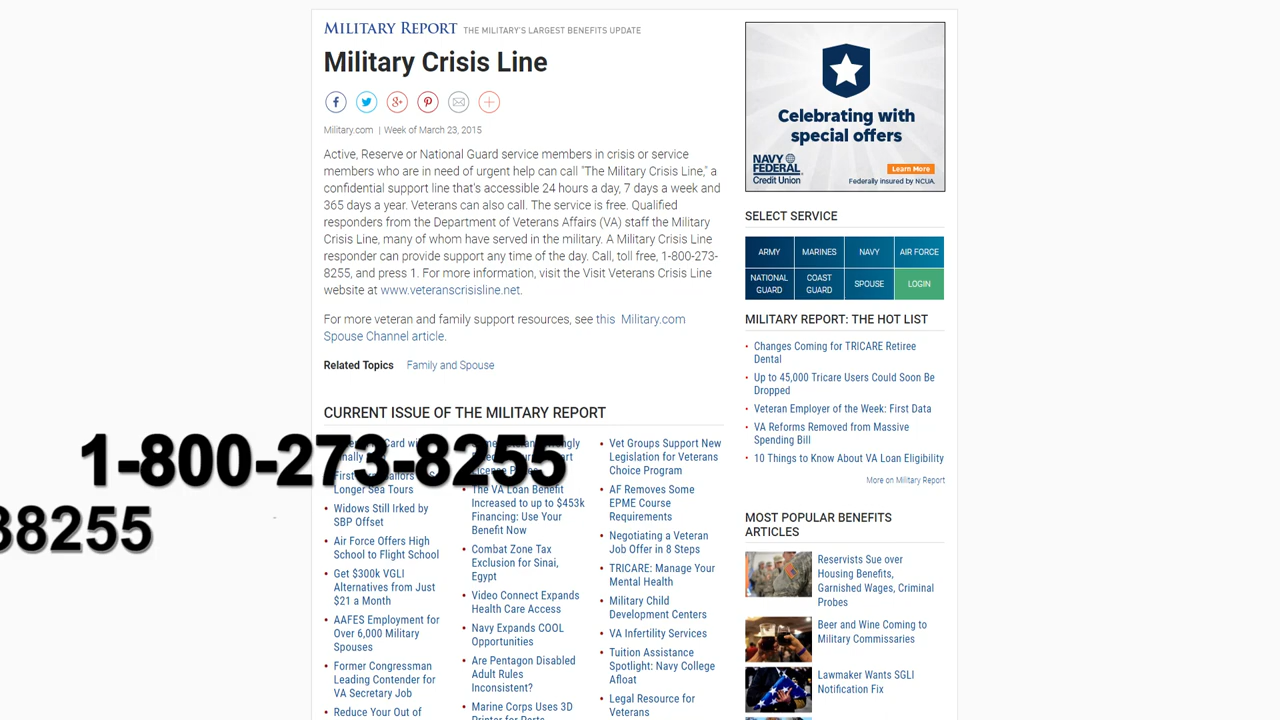 MILITARY REPORT THE MILITARY'S LARGEST BENEFITS UPDATE
Military Crisis Line
Military.com | Week of March 23, 2015
Active, Reserve or National Guard service members in crisis or service
members who are in need of urgent help can call "The Military Crisis Line," a
confidential support line that's accessible 24 hours a day, 7 days a week and
365 days a year. Veterans can also call. The service is free. Qualified
responders from the Department of Veterans Affairs (VA) staff the Military
Crisis Line, many of whom have served in the military. A Military Crisis Line
responder can provide support any time of the day. Call, toll free, 1-800-273-
8255, and press 1. For more information, visit the Visit Veterans Crisis Line
website at www.veteranscrisisline.net.
For more veteran and family support resources, see this Military.com
Spouse Channel article.
Related Topics Family and Spouse
CURRENT ISSUE OF THE MILITARY REPORT
1-800-273-8255
38255
Longer Sea Tours
Widows Still Irked by
SBP Offset
Air Force Offers High
School to Flight School
Get $300k VGLI
Alternatives from Just
$21 a Month
AAFES Employment for
Over 6,000 Military
Spouses
Former Congressman
Leading Contender for
VA Secretary Job
Reduce Your Out of
The VA Loan Benefit
Increased to up to $453k
Financing: Use Your
Benefit Now
Combat Zone Tax
Exclusion for Sinai,
Egypt
Video Connect Expands
Health Care Access
Navy Expands COOL
Opportunities
Are Pentagon Disabled
Adult Rules
Inconsistent?
Marine Corps Uses 3D
Printer for Parts
Vet Groups Support New
Legislation for Veterans
Choice Program
AF Removes Some
EPME Course
Requirements
Negotiating a Veteran
Job Offer in 8 Steps
TRICARE: Manage Your
Mental Health
Military Child
Development Centers
VA Infertility Services
Tuition Assistance
Spotlight: Navy College
Afloat
Legal Resource for
Veterans
Celebrating with
special offers
NAVY
FEDERAL
Credit Union
Learn More
Federally insured by NCUA.
SELECT SERVICE
ARMY MARINES NAVY AIR FORCE
NATIONAL GUARD COAST GUARD SPOUSE LOGIN
MILITARY REPORT: THE HOT LIST
Changes Coming for TRICARE Retiree
Dental
Up to 45,000 Tricare Users Could Soon Be
Dropped
Veteran Employer of the Week: First Data
VA Reforms Removed from Massive
Spending Bill
10 Things to Know About VA Loan Eligibility
More on Military Report
MOST POPULAR BENEFITS
ARTICLES
Reservists Sue over
Housing Benefits,
Garnished Wages, Criminal
Probes
Beer and Wine Coming to
Military Commissaries
Lawmaker Wants SGLI
Notification Fix